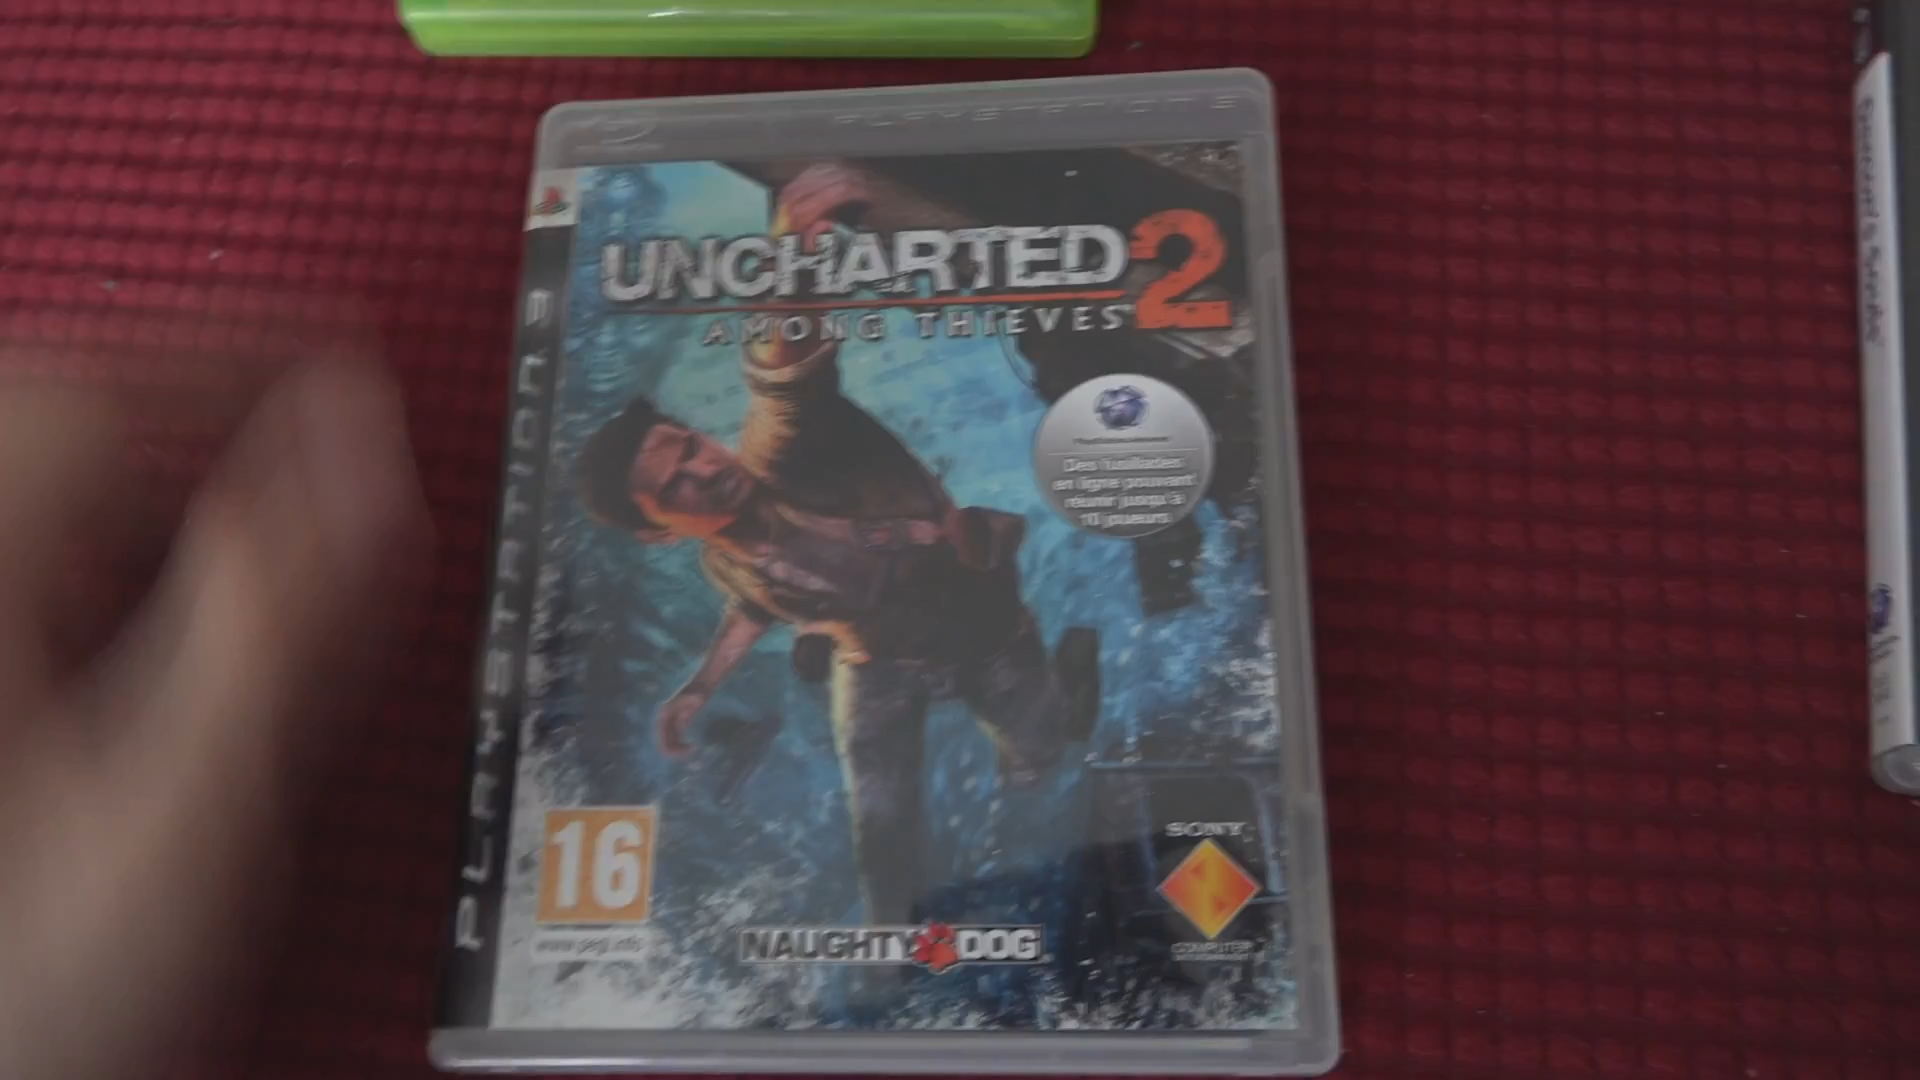 PLAYSTATION 3
PLAYSTATION 3
UNCHARTED 2
AMONG THIEVES
Des fusillades
en ligne pouvant
réunir jusqu'à
10 joueurs
16
www.pegi.info
NAUGHTY DOG
SONY
COMPUTER